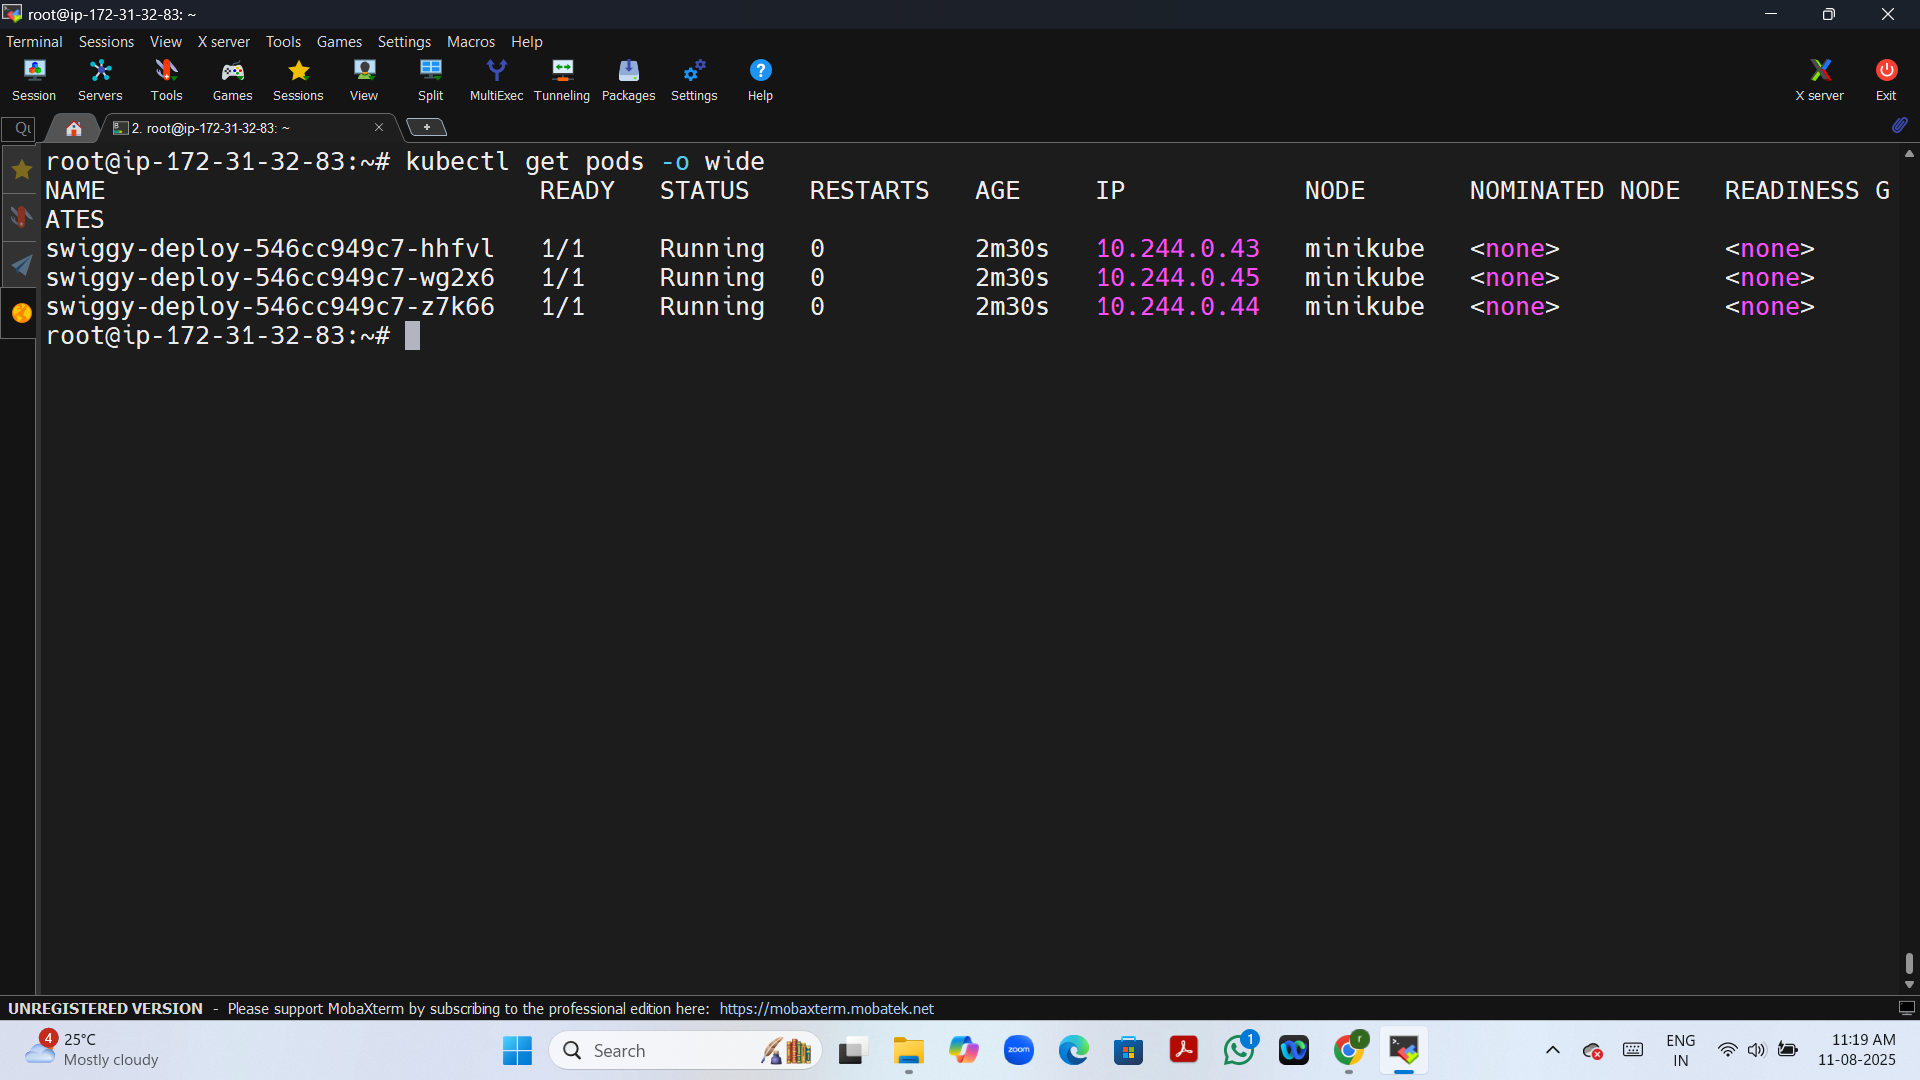 root@ip-172-31-32-83: ~
Terminal Sessions View X server Tools Games Settings Macros Help
Session Servers Tools Games Sessions View Split MultiExec Tunneling Packages Settings Help X server Exit
2. root@ip-172-31-32-83: ~
root@ip-172-31-32-83:~# kubectl get pods -o wide
NAME READY STATUS RESTARTS AGE IP NODE NOMINATED NODE READINESS G
ATES
swiggy-deploy-546cc949c7-hhfvl 1/1 Running 0 2m30s 10.244.0.43 minikube <none> <none>
swiggy-deploy-546cc949c7-wg2x6 1/1 Running 0 2m30s 10.244.0.45 minikube <none> <none>
swiggy-deploy-546cc949c7-z7k66 1/1 Running 0 2m30s 10.244.0.44 minikube <none> <none>
root@ip-172-31-32-83:~#
UNREGISTERED VERSION - Please support MobaXterm by subscribing to the professional edition here: https://mobaxterm.mobatek.net
4 25°C
Mostly cloudy
Search
zoom
1
r
ENG
IN
11:19 AM
11-08-2025